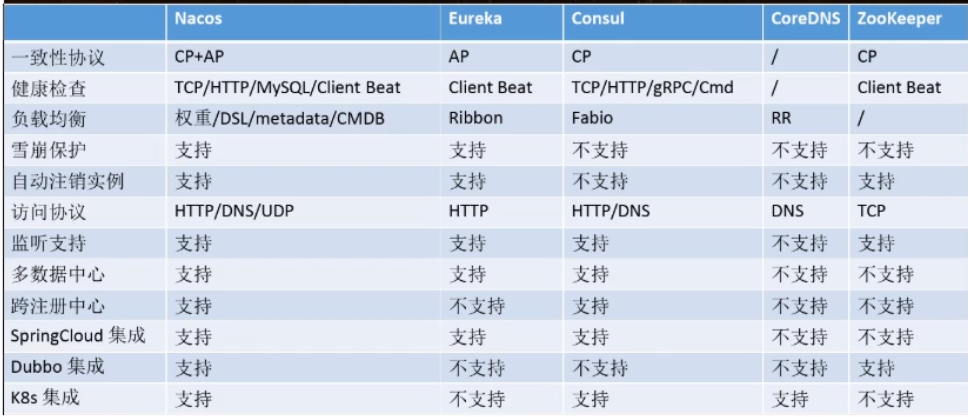 Nacos Eureka Consul CoreDNS ZooKeeper
一致性协议 CP+AP AP CP / CP
健康检查 TCP/HTTP/MySQL/Client Beat Client Beat TCP/HTTP/gRPC/Cmd / Client Beat
负载均衡 权重/DSL/metadata/CMDB Ribbon Fabio RR /
雪崩保护 支持 支持 不支持 不支持 不支持
自动注销实例 支持 支持 不支持 不支持 支持
访问协议 HTTP/DNS/UDP HTTP HTTP/DNS DNS TCP
监听支持 支持 支持 支持 不支持 支持
多数据中心 支持 支持 支持 不支持 不支持
跨注册中心 支持 不支持 支持 不支持 不支持
SpringCloud 集成 支持 支持 支持 不支持 不支持
Dubbo 集成 支持 不支持 不支持 不支持 支持
K8s 集成 支持 不支持 支持 支持 不支持